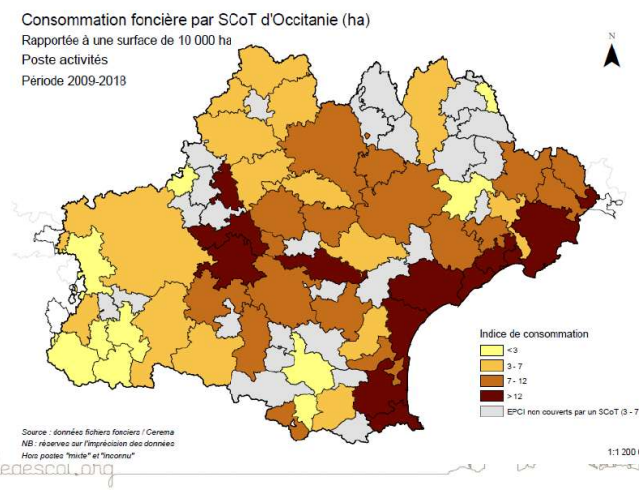 Consommation foncière par SCoT d'Occitanie (ha)
Rapportée à une surface de 10 000 ha
Poste activités
Période 2009-2018
N
Indice de consommation
<3
3 - 7
7 - 12
> 12
EPCI non couverts par un SCoT (3 - 7
Source : données fichiers fonciers / Cerema
NB : réserves sur l'imprécision des données
Hors postes "mixte" et "inconnu"
1:1 200 0